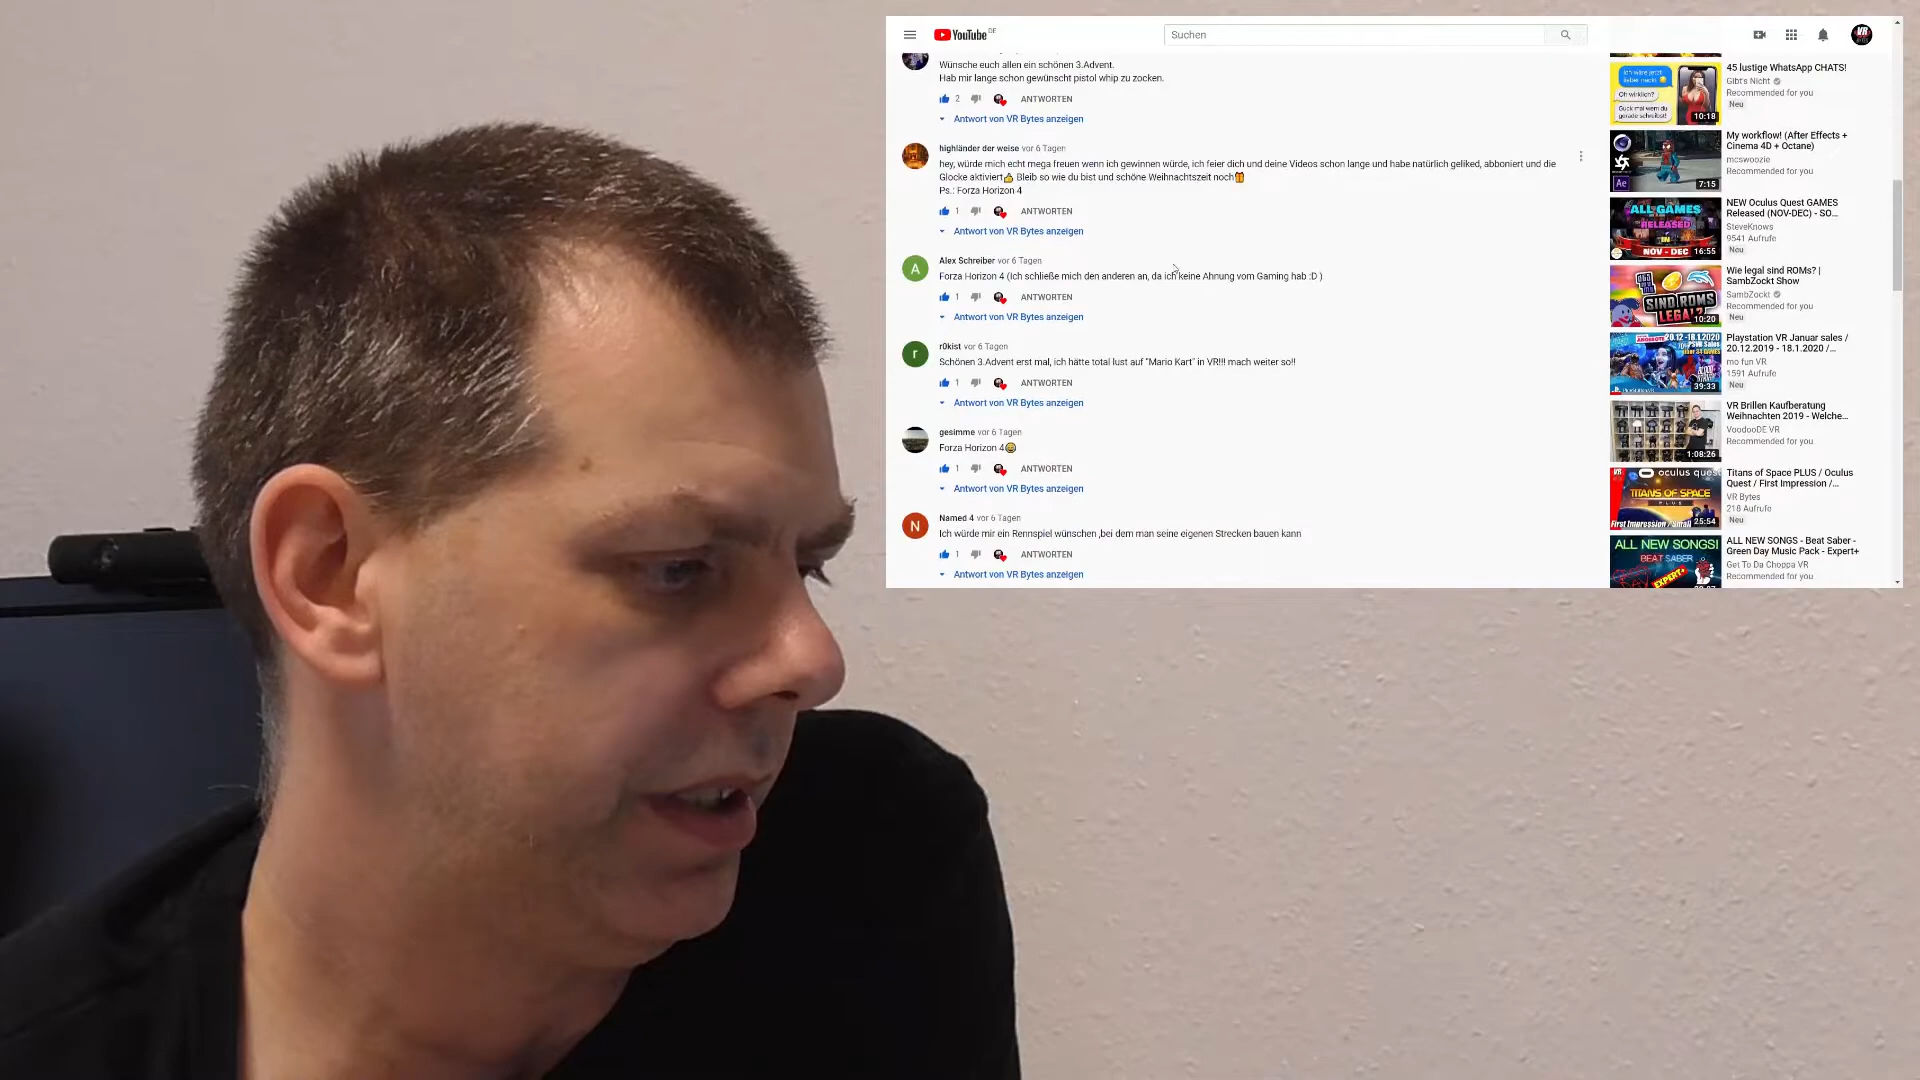 YouTube DE
Suchen
Wünsche euch allen ein schönen 3.Advent.
Hab mir lange schon gewünscht pistol whip zu zocken.
2 ANTWORTEN
Antwort von VR Bytes anzeigen
highländer der weise vor 6 Tagen
hey, würde mich echt mega freuen wenn ich gewinnen würde, ich feier dich und deine Videos schon lange und habe natürlich geliked, abboniert und die
Glocke aktiviert👍 Bleib so wie du bist und schöne Weihnachtszeit noch🎁
Ps.: Forza Horizon 4
1 ANTWORTEN
Antwort von VR Bytes anzeigen
A
Alex Schreiber vor 6 Tagen
Forza Horizon 4 (Ich schließe mich den anderen an, da ich keine Ahnung vom Gaming hab :D )
1 ANTWORTEN
Antwort von VR Bytes anzeigen
r
r0kist vor 6 Tagen
Schönen 3.Advent erst mal, ich hätte total lust auf "Mario Kart" in VR!!! mach weiter so!!
1 ANTWORTEN
Antwort von VR Bytes anzeigen
gesimme vor 6 Tagen
Forza Horizon 4😄
1 ANTWORTEN
Antwort von VR Bytes anzeigen
N
Named 4 vor 6 Tagen
Ich würde mir ein Rennspiel wünschen ,bei dem man seine eigenen Strecken bauen kann
1 ANTWORTEN
Antwort von VR Bytes anzeigen
Oh wirklich?
Guck mal wem du
gerade schreibst!
10:18
45 lustige WhatsApp CHATS!
Gibt's Nicht
Recommended for you
Neu
Ae
7:15
My workflow! (After Effects +
Cinema 4D + Octane)
mcswoozie
Recommended for you
ALL GAMES
RELEASED
IN
NOV - DEC
16:55
NEW Oculus Quest GAMES
Released (NOV-DEC) - SO...
SteveKnows
9541 Aufrufe
Neu
SIND ROMS
LEGAL?
10:20
Wie legal sind ROMs? |
SambZockt Show
SambZockt
Recommended for you
Neu
39:33
Playstation VR Januar sales /
20.12.2019 - 18.1.2020 /...
mo fun VR
1591 Aufrufe
Neu
1:08:26
VR Brillen Kaufberatung
Weihnachten 2019 - Welche...
VoodooDE VR
Recommended for you
oculus quest
TITANS OF SPACE
PLUS
First Impression / Small
25:54
Titans of Space PLUS / Oculus
Quest / First Impression /...
VR Bytes
218 Aufrufe
Neu
ALL NEW SONGS!
BEAT SABER
EXPERT+
ALL NEW SONGS - Beat Saber -
Green Day Music Pack - Expert+
Get To Da Choppa VR
Recommended for you